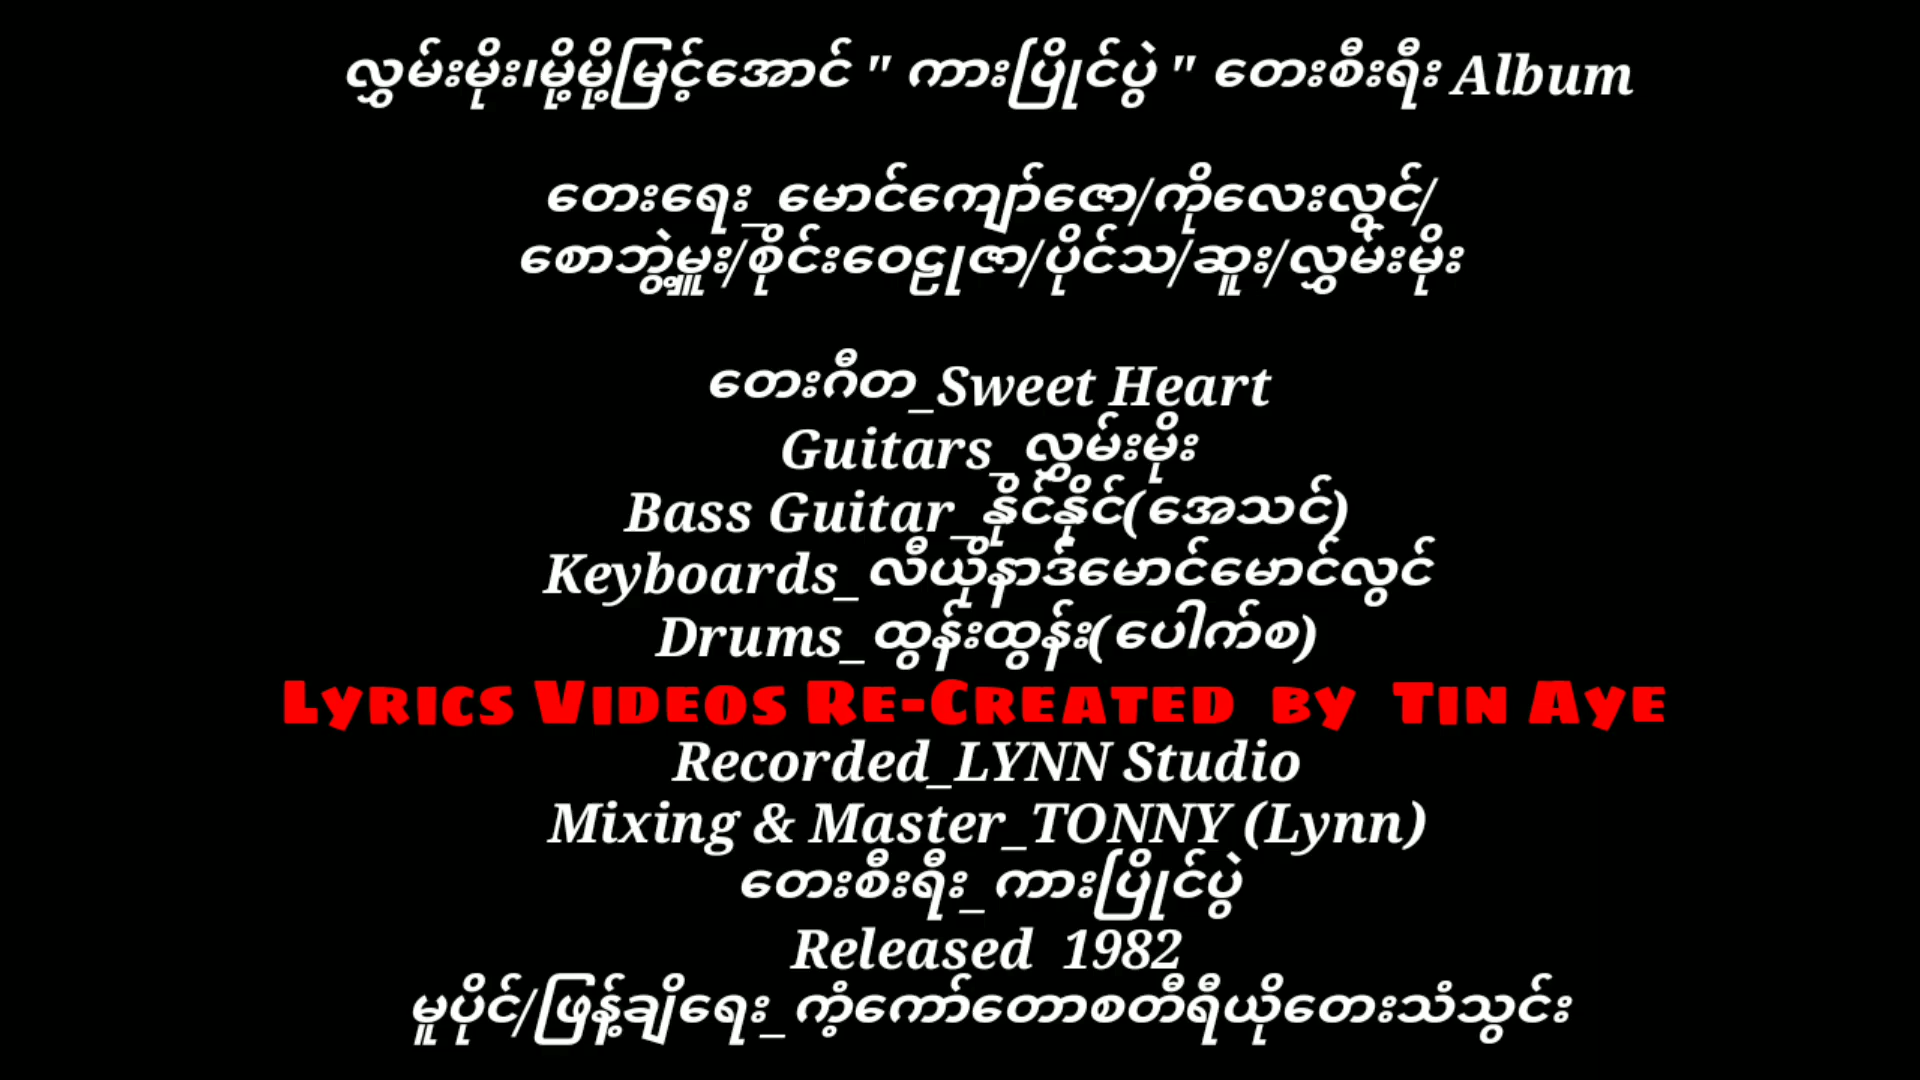 လွှမ်းမိုး၊မို့မို့မြင့်အောင် " ကားပြိုင်ပွဲ " တေးစီးရီး Album
တေးရေး_မောင်ကျော်ဇော/ကိုလေးလွင်/
စောဘွဲ့မှူး/စိုင်းဝေဠုဇာ/ပိုင်သ/ဆူး/လွှမ်းမိုး
တေးဂီတ_Sweet Heart
Guitars_လွှမ်းမိုး
Bass Guitar_နိုင်နိုင်(အေသင်)
Keyboards_လီယိုနာဒ်မောင်မောင်လွင်
Drums_ထွန်းထွန်း(ပေါက်စ)
Lyrics Videos Re-Created by Tin Aye
Recorded_LYNN Studio
Mixing & Master_TONNY (Lynn)
တေးစီးရီး_ကားပြိုင်ပွဲ
Released 1982
မူပိုင်/ဖြန့်ချိရေး_ကံ့ကော်တောစတီရီယိုတေးသံသွင်း